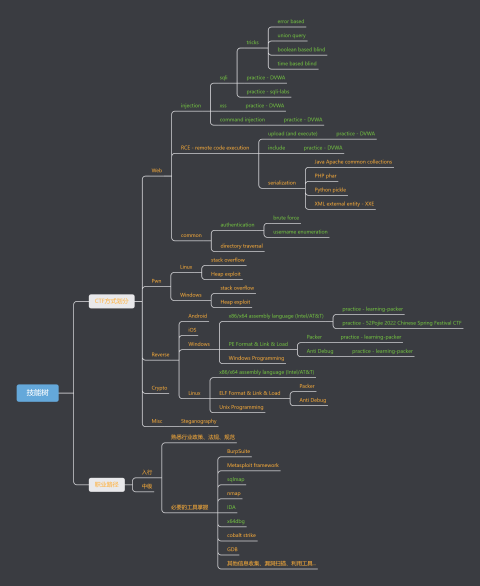 error based
union query
tricks
boolean based blind
time based blind
sqli
practice - DVWA
practice - sqli-labs
injection
xss
practice - DVWA
command injection
practice - DVWA
upload (and execute)
practice - DVWA
RCE - remote code execution
include
practice - DVWA
Java Apache common collections
Web
PHP phar
serialization
Python pickle
XML external entity - XXE
brute force
authentication
common
username enumeration
directory traversal
stack overflow
Linux
Heap exploit
Pwn
stack overflow
Windows
Heap exploit
CTF方式划分
practice - learning-packer
Android
x86/x64 assembly language (Intel/AT&T)
practice - 52Pojie 2022 Chinese Spring Festival CTF
iOS
Packer
practice - learning-packer
Windows
PE Format & Link & Load
Anti Debug
practice - learning-packer
Reverse
Windows Programming
x86/x64 assembly language (Intel/AT&T)
Packer
Crypto
Linux
ELF Format & Link & Load
技能树
Anti Debug
Unix Programming
Misc
Steganography
熟悉行业政策、法规、规范
BurpSuite
入行
Metasploit framework
sqlmap
职业路径
中级
nmap
必要的工具掌握
IDA
x64dbg
cobalt strike
GDB
其他信息收集、漏洞扫描、利用工具...